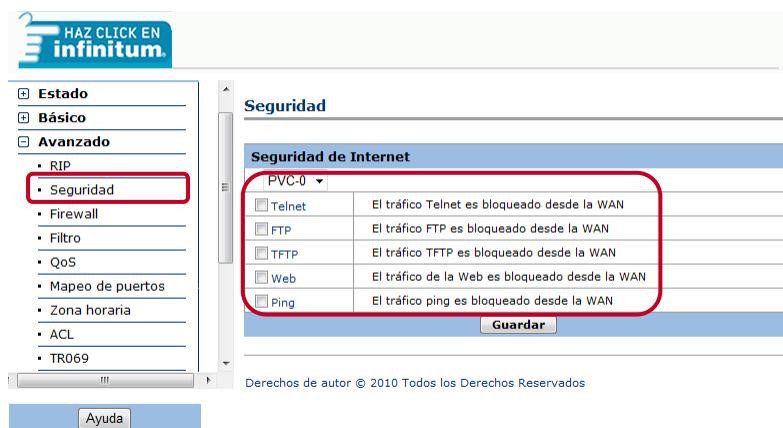 HAZ CLICK EN
infinitum.
Estado
Básico
Avanzado
RIP
Seguridad
Firewall
Filtro
QoS
Mapeo de puertos
Zona horaria
ACL
TR069
Ayuda
Seguridad
Seguridad de Internet
PVC-0
Telnet El tráfico Telnet es bloqueado desde la WAN
FTP El tráfico FTP es bloqueado desde la WAN
TFTP El tráfico TFTP es bloqueado desde la WAN
Web El tráfico de la Web es bloqueado desde la WAN
Ping El tráfico ping es bloqueado desde la WAN
Guardar
Derechos de autor © 2010 Todos los Derechos Reservados